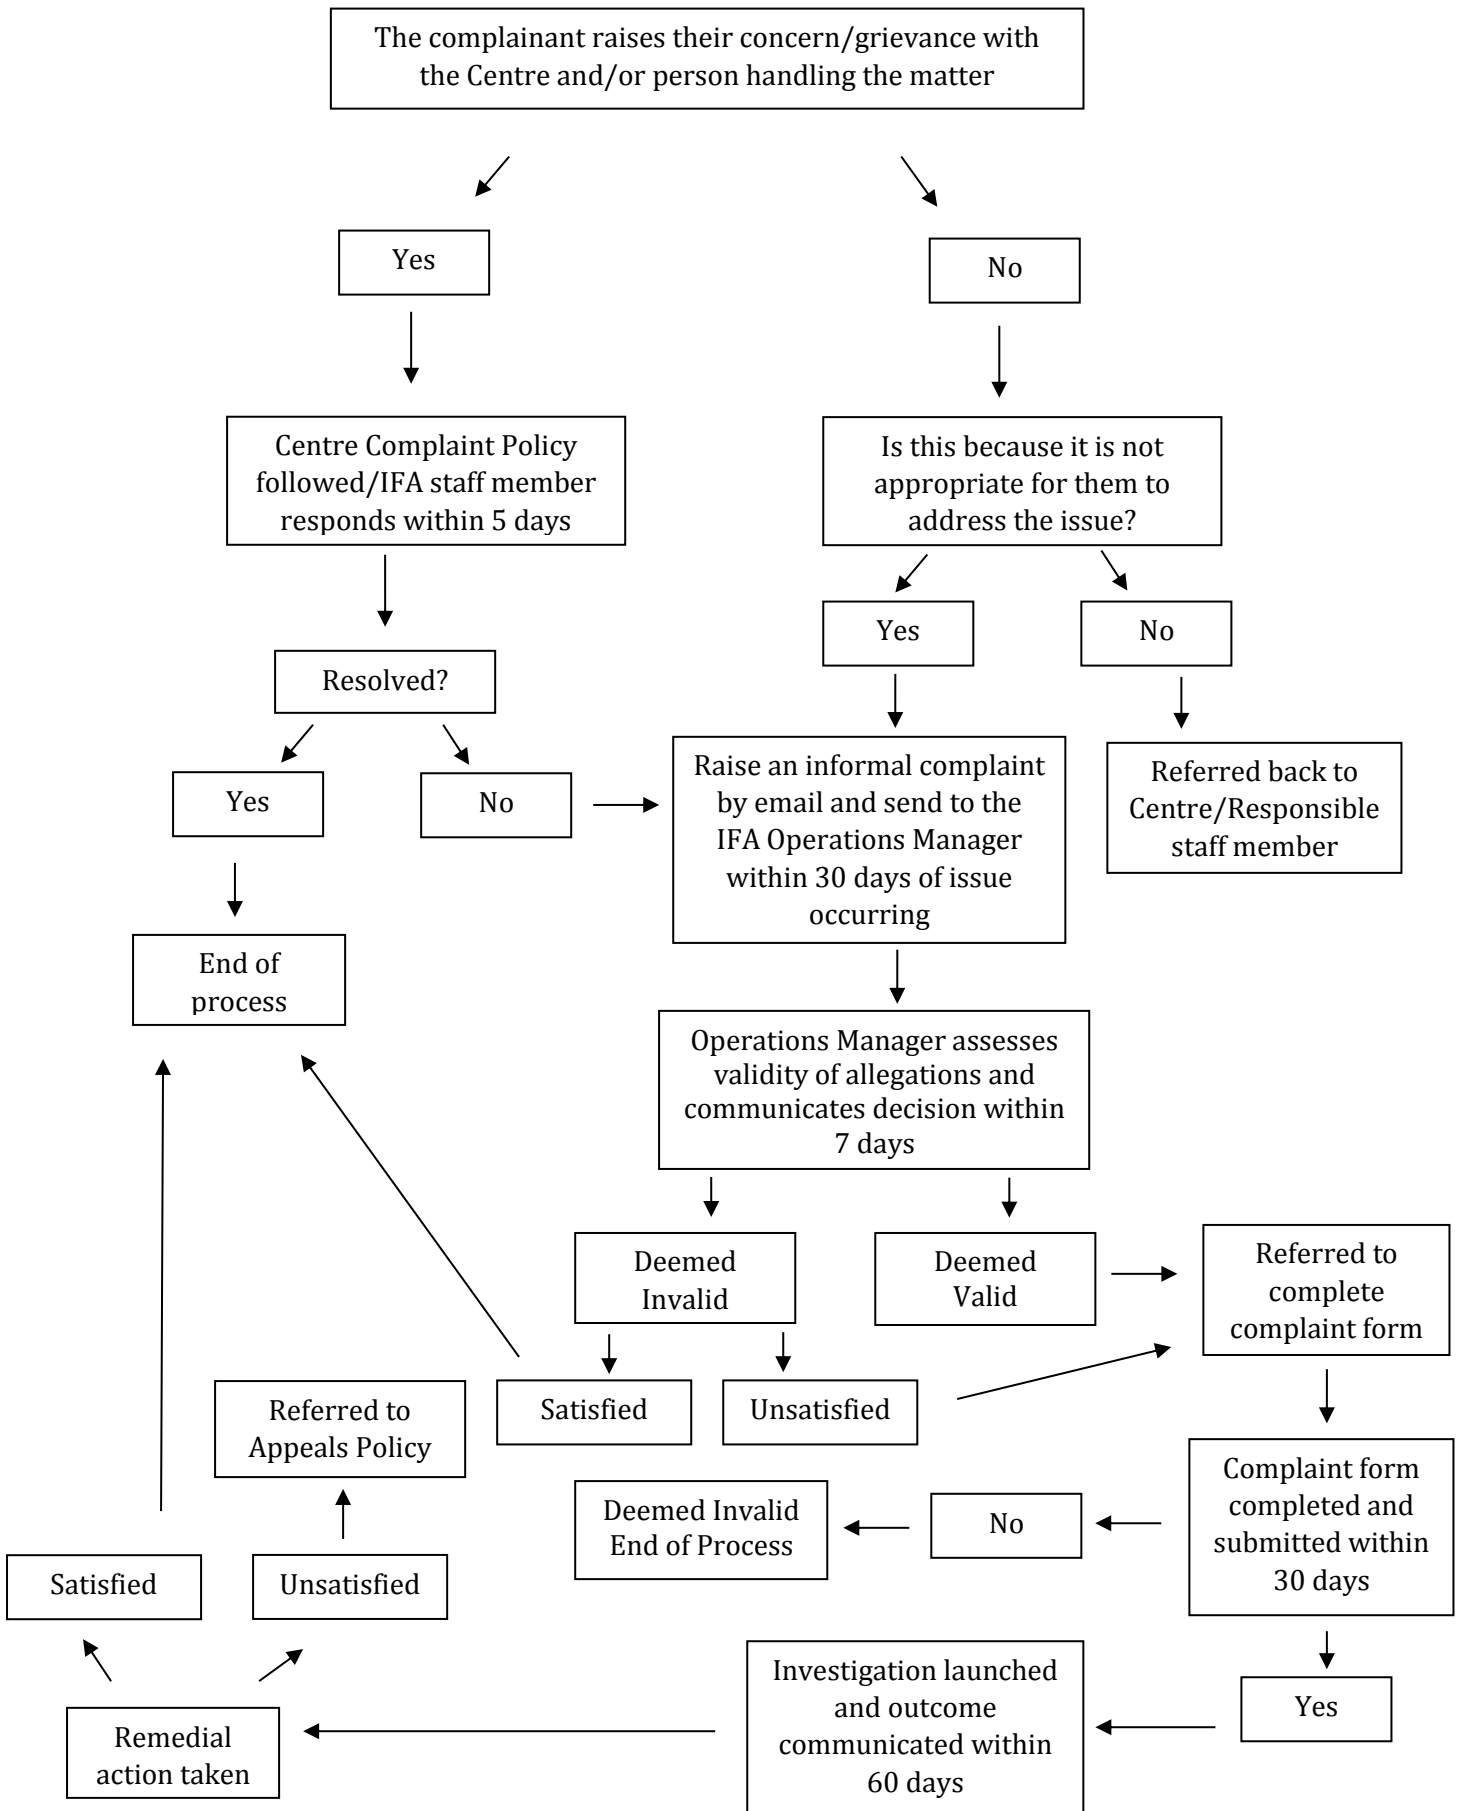 The complainant raises their concern/grievance with
the Centre and/or person handling the matter
Yes
No
Centre Complaint Policy
followed/IFA staff member
responds within 5 days
Is this because it is not
appropriate for them to
address the issue?
Yes
No
Resolved?
Yes
No
Raise an informal complaint
by email and send to the
IFA Operations Manager
within 30 days of issue
occurring
Referred back to
Centre/Responsible
staff member
End of
process
Operations Manager assesses
validity of allegations and
communicates decision within
7 days
Deemed
Invalid
Deemed
Valid
Referred to
complete
complaint form
Satisfied
Unsatisfied
Referred to
Appeals Policy
Complaint form
completed and
submitted within
30 days
No
Deemed Invalid
End of Process
Satisfied
Unsatisfied
Yes
Investigation launched
and outcome
communicated within
60 days
Remedial
action taken